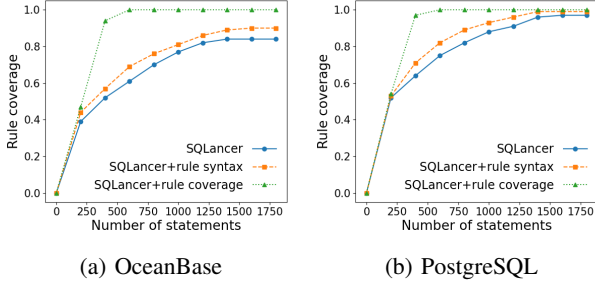 Rule coverage
1.0
0.8
0.6
0.4
0.2
0.0
SQLancer
SQLancer+rule syntax
SQLancer+rule coverage
0 250 500 750 1000 1250 1500 1750
Number of statements
(a) OceanBase
Rule coverage
1.0
0.8
0.6
0.4
0.2
0.0
SQLancer
SQLancer+rule syntax
SQLancer+rule coverage
0 250 500 750 1000 1250 1500 1750
Number of statements
(b) PostgreSQL